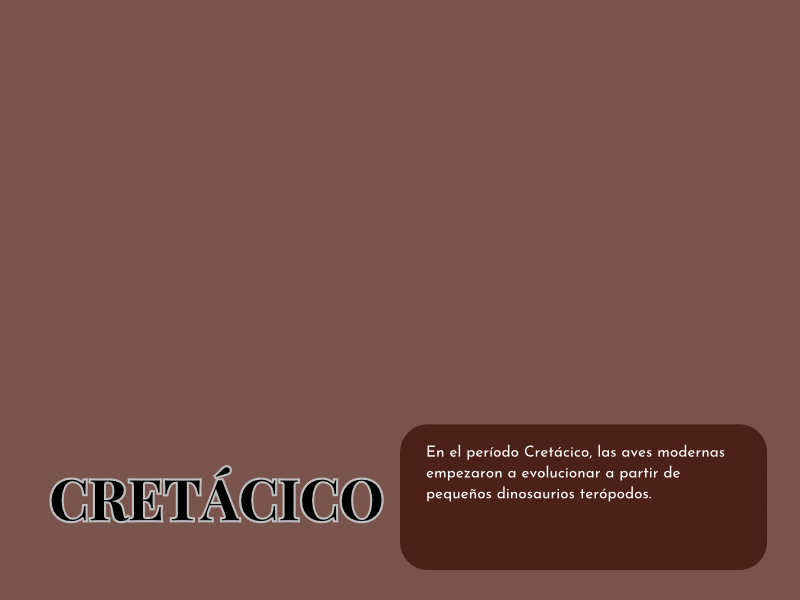 CRETÁCICO
En el período Cretácico, las aves modernas
empezaron a evolucionar a partir de
pequeños dinosaurios terópodos.